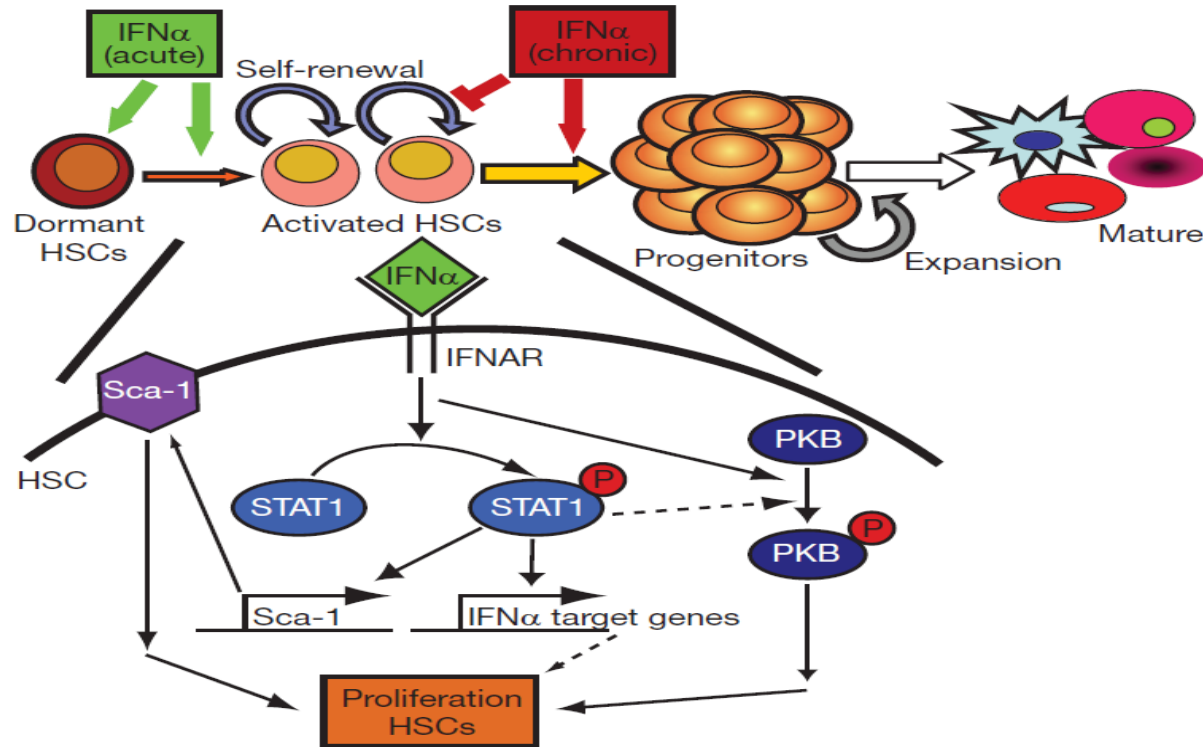 IFNα
(acute)
IFNα
(chronic)
Self-renewal
Dormant
HSCs
Activated HSCs
Progenitors
Expansion
Mature
IFNα
IFNAR
Sca-1
HSC
PKB
STAT1
STAT1
P
PKB
P
Sca-1
IFNα target genes
Proliferation
HSCs